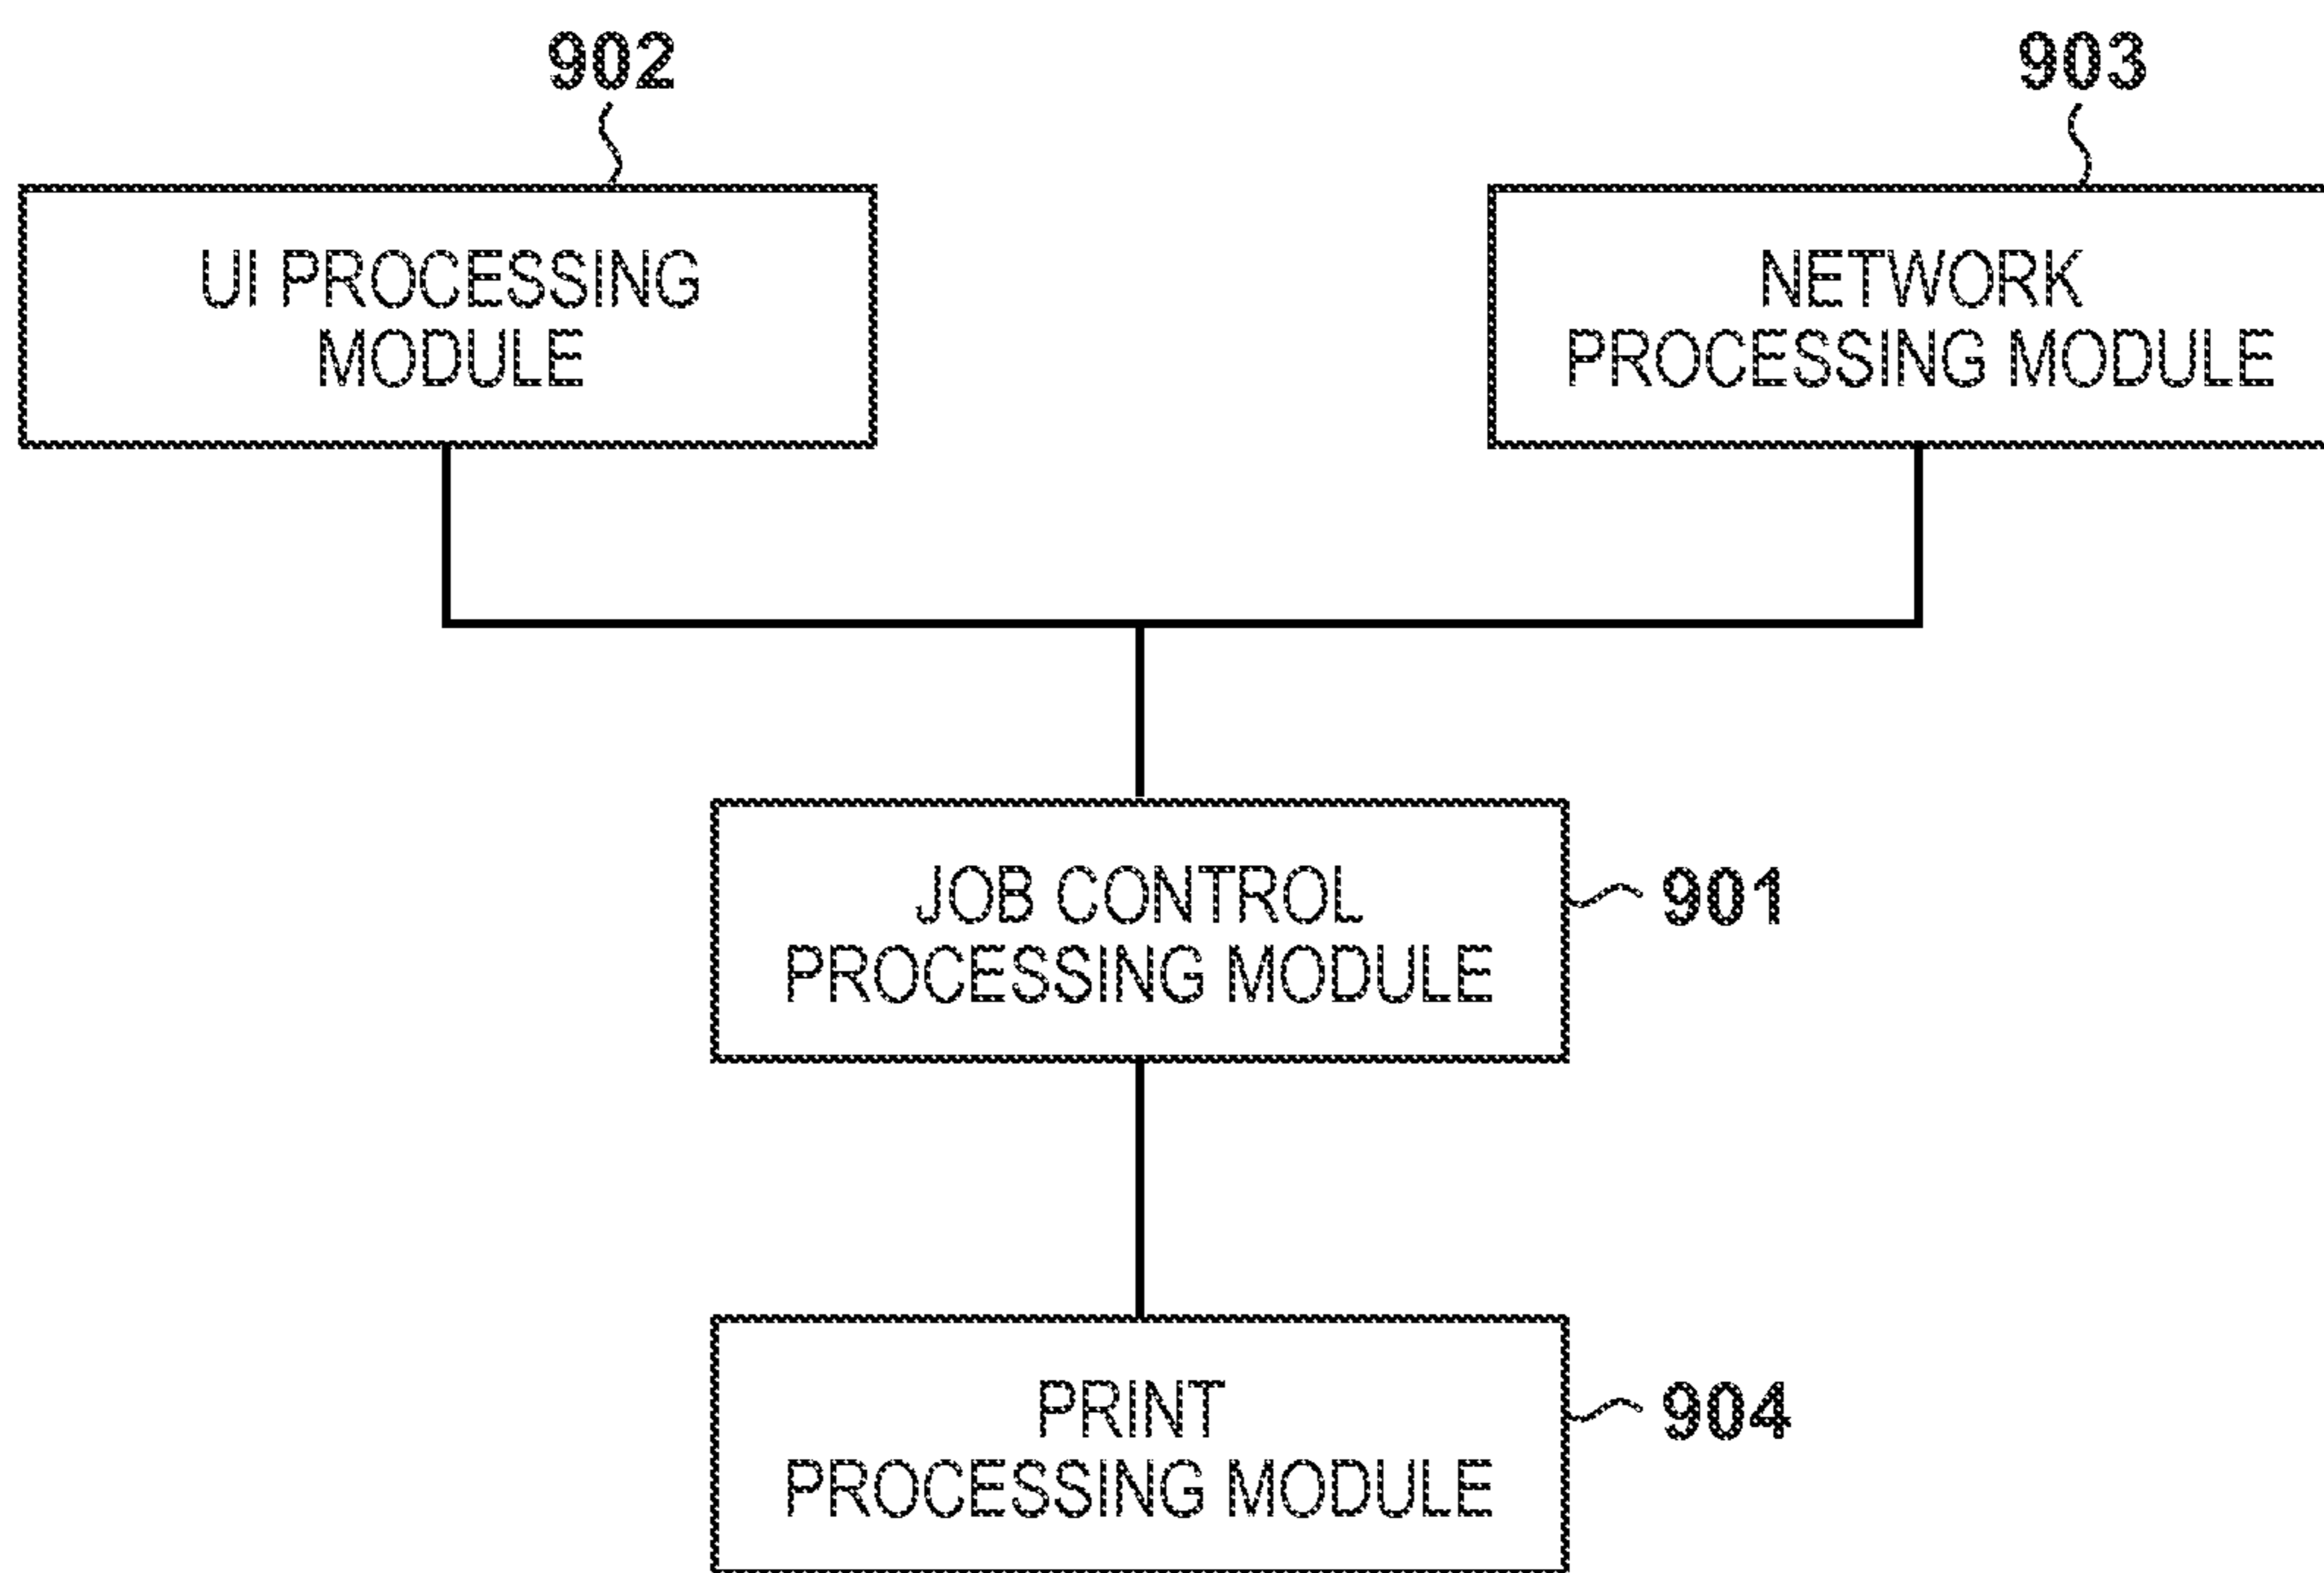 902
903
UI PROCESSING
MODULE
NETWORK
PROCESSING MODULE
JOB CONTROL
PROCESSING MODULE
901
PRINT
PROCESSING MODULE
904